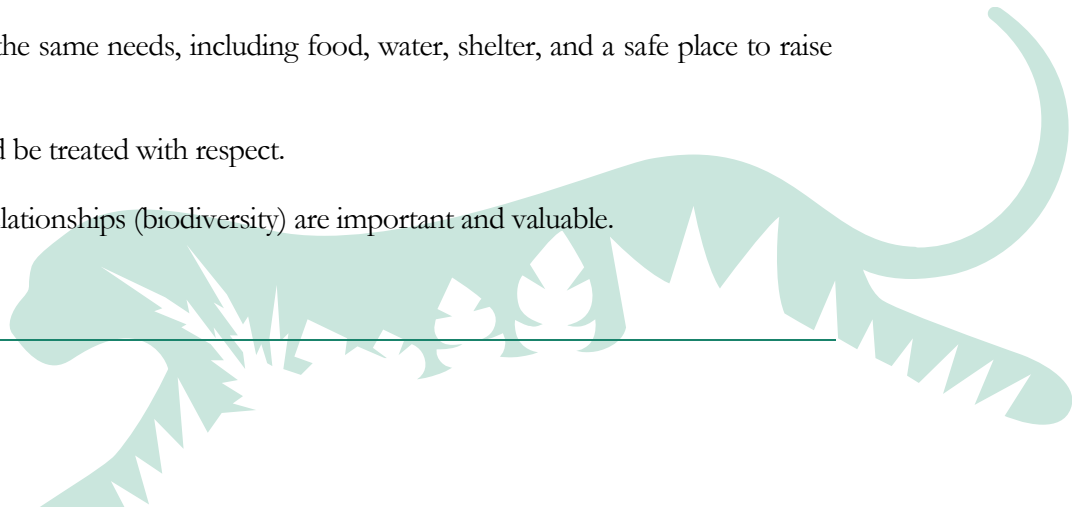 the same needs, including food, water, shelter, and a safe place to raise
be treated with respect.
lationships (biodiversity) are important and valuable.